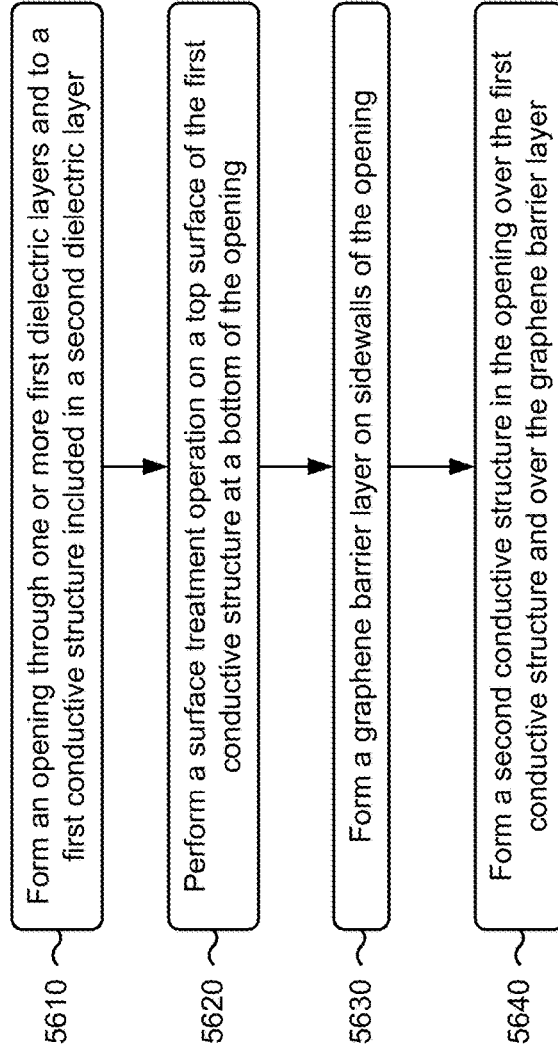 5610
Form an opening through one or more first dielectric layers and to a
first conductive structure included in a second dielectric layer
5620
Perform a surface treatment operation on a top surface of the first
conductive structure at a bottom of the opening
5630
Form a graphene barrier layer on sidewalls of the opening
5640
Form a second conductive structure in the opening over the first
conductive structure and over the graphene barrier layer